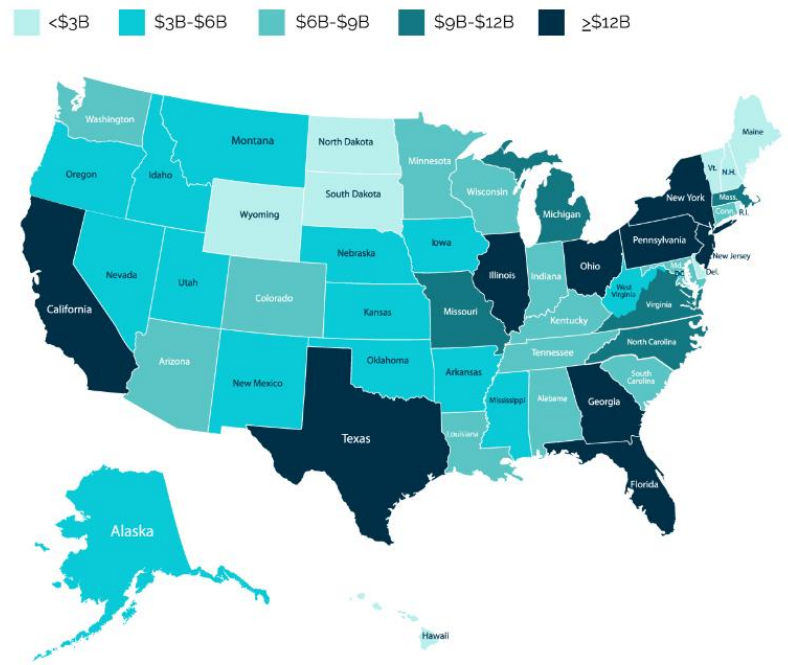 <$3B $3B-$6B $6B-$9B $9B-$12B ≥$12B
Washington
Maine
Montana
North Dakota
Minnesota
Vt.
N.H.
Oregon
Idaho
South Dakota
Wisconsin
New York
Mass.
Wyoming
Michigan
Conn.
R.I.
Iowa
Pennsylvania
Nebraska
New Jersey
Nevada
Utah
Illinois
Indiana
Ohio
Md.
DC
Del.
Colorado
West
Virginia
California
Kansas
Missouri
Virginia
Kentucky
North Carolina
Arizona
New Mexico
Oklahoma
Tennessee
Arkansas
South
Carolina
Mississippi
Alabama
Georgia
Texas
Louisiana
Florida
Alaska
Hawaii